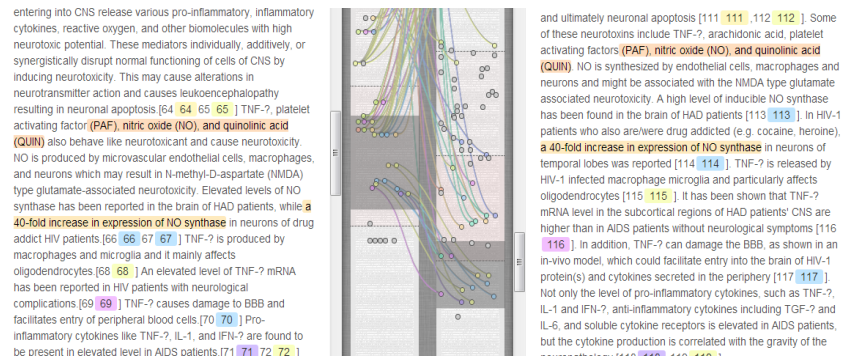 entering into CNS release various pro-inflammatory, inflammatory
cytokines, reactive oxygen, and other biomolecules with high
neurotoxic potential. These mediators individually, additively, or
synergistically disrupt normal functioning of cells of CNS by
inducing neurotoxicity. This may cause alterations in
neurotransmitter action and causes leukoencephalopathy
resulting in neuronal apoptosis.[64 64 65 65 ] TNF-?, platelet
activating factor (PAF), nitric oxide (NO), and quinolinic acid
(QUIN) also behave like neurotoxicant and cause neurotoxicity.
NO is produced by microvascular endothelial cells, macrophages,
and neurons which may result in N-methyl-D-aspartate (NMDA)
type glutamate-associated neurotoxicity. Elevated levels of NO
synthase has been reported in the brain of HAD patients, while a
40-fold increase in expression of NO synthase in neurons of drug
addict HIV patients.[66 66 67 67 ] TNF-? is produced by
macrophages and microglia and it mainly affects
oligodendrocytes.[68 68 ] An elevated level of TNF-? mRNA
has been reported in HIV patients with neurological
complications.[69 69 ] TNF-? causes damage to BBB and
facilitates entry of peripheral blood cells.[70 70 ] Pro-
inflammatory cytokines like TNF-?, IL-1, and IFN-? are found to
be present in elevated level in AIDS patients.[71 71 72 72 ]
and ultimately neuronal apoptosis [111 111 ,112 112 ]. Some
of these neurotoxins include TNF-?, arachidonic acid, platelet
activating factors (PAF), nitric oxide (NO), and quinolinic acid
(QUIN). NO is synthesized by endothelial cells, macrophages and
neurons and might be associated with the NMDA type glutamate
associated neurotoxicity. A high level of inducible NO synthase
has been found in the brain of HAD patients [113 113 ]. In HIV-1
patients who also are/were drug addicted (e.g. cocaine, heroine),
a 40-fold increase in expression of NO synthase in neurons of
temporal lobes was reported [114 114 ]. TNF-? is released by
HIV-1 infected macrophage microglia and particularly affects
oligodendrocytes [115 115 ]. It has been shown that TNF-?
mRNA level in the subcortical regions of HAD patients' CNS are
higher than in AIDS patients without neurological symptoms [116
116 ]. In addition, TNF-? can damage the BBB, as shown in an
in-vivo model, which could facilitate entry into the brain of HIV-1
protein(s) and cytokines secreted in the periphery [117 117 ].
Not only the level of pro-inflammatory cytokines, such as TNF-?,
IL-1 and IFN-?, anti-inflammatory cytokines including TGF-? and
IL-6, and soluble cytokine receptors is elevated in AIDS patients,
but the cytokine production is correlated with the gravity of the